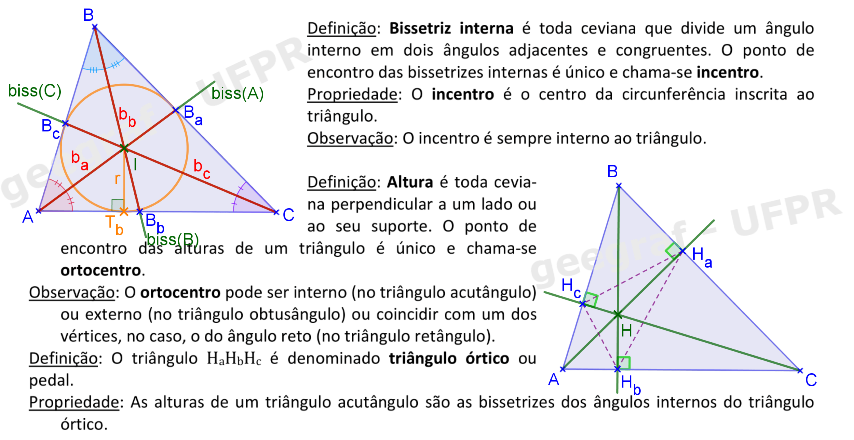 Definição: Bissetriz interna é toda ceviana que divide um ângulo
interno em dois ângulos adjacentes e congruentes. O ponto de
encontro das bissetrizes internas é único e chama-se incentro.
Propriedade: O incentro é o centro da circunferência inscrita ao
triângulo.
Observação: O incentro é sempre interno ao triângulo.
B
biss(C)
biss(A)
B_c
B_a
b_b
b_a
b_c
I
r
A
T_b
B_b
C
biss(B)
geegraf - UFPR
Definição: Altura é toda cevia-
na perpendicular a um lado ou
ao seu suporte. O ponto de
encontro das alturas de um triângulo é único e chama-se
ortocentro.
Observação: O ortocentro pode ser interno (no triângulo acutângulo)
ou externo (no triângulo obtusângulo) ou coincidir com um dos
vértices, no caso, o do ângulo reto (no triângulo retângulo).
Definição: O triângulo HaHbHc é denominado triângulo órtico ou
pedal.
B
H_a
H_c
H
A
H_b
C
geegraf - UFPR
Propriedade: As alturas de um triângulo acutângulo são as bissetrizes dos ângulos internos do triângulo
órtico.